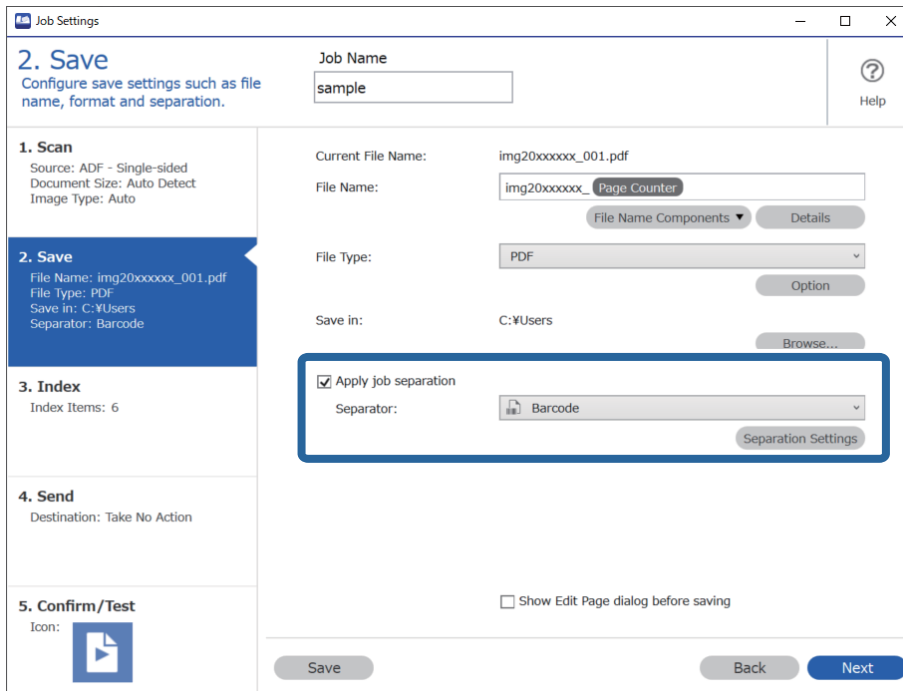 Job Settings
2. Save
Configure save settings such as file
name, format and separation.
Job Name
sample
Help
1. Scan
Source: ADF - Single-sided
Document Size: Auto Detect
Image Type: Auto
2. Save
File Name: img20xxxxxx_001.pdf
File Type: PDF
Save in: C:¥Users
Separator: Barcode
3. Index
Index Items: 6
4. Send
Destination: Take No Action
5. Confirm/Test
Icon:
Current File Name: img20xxxxxx_001.pdf
File Name: img20xxxxxx_ Page Counter
File Name Components ▼ Details
File Type: PDF
Option
Save in: C:¥Users
Browse...
Apply job separation
Separator: Barcode
Separation Settings
Show Edit Page dialog before saving
Save Back Next